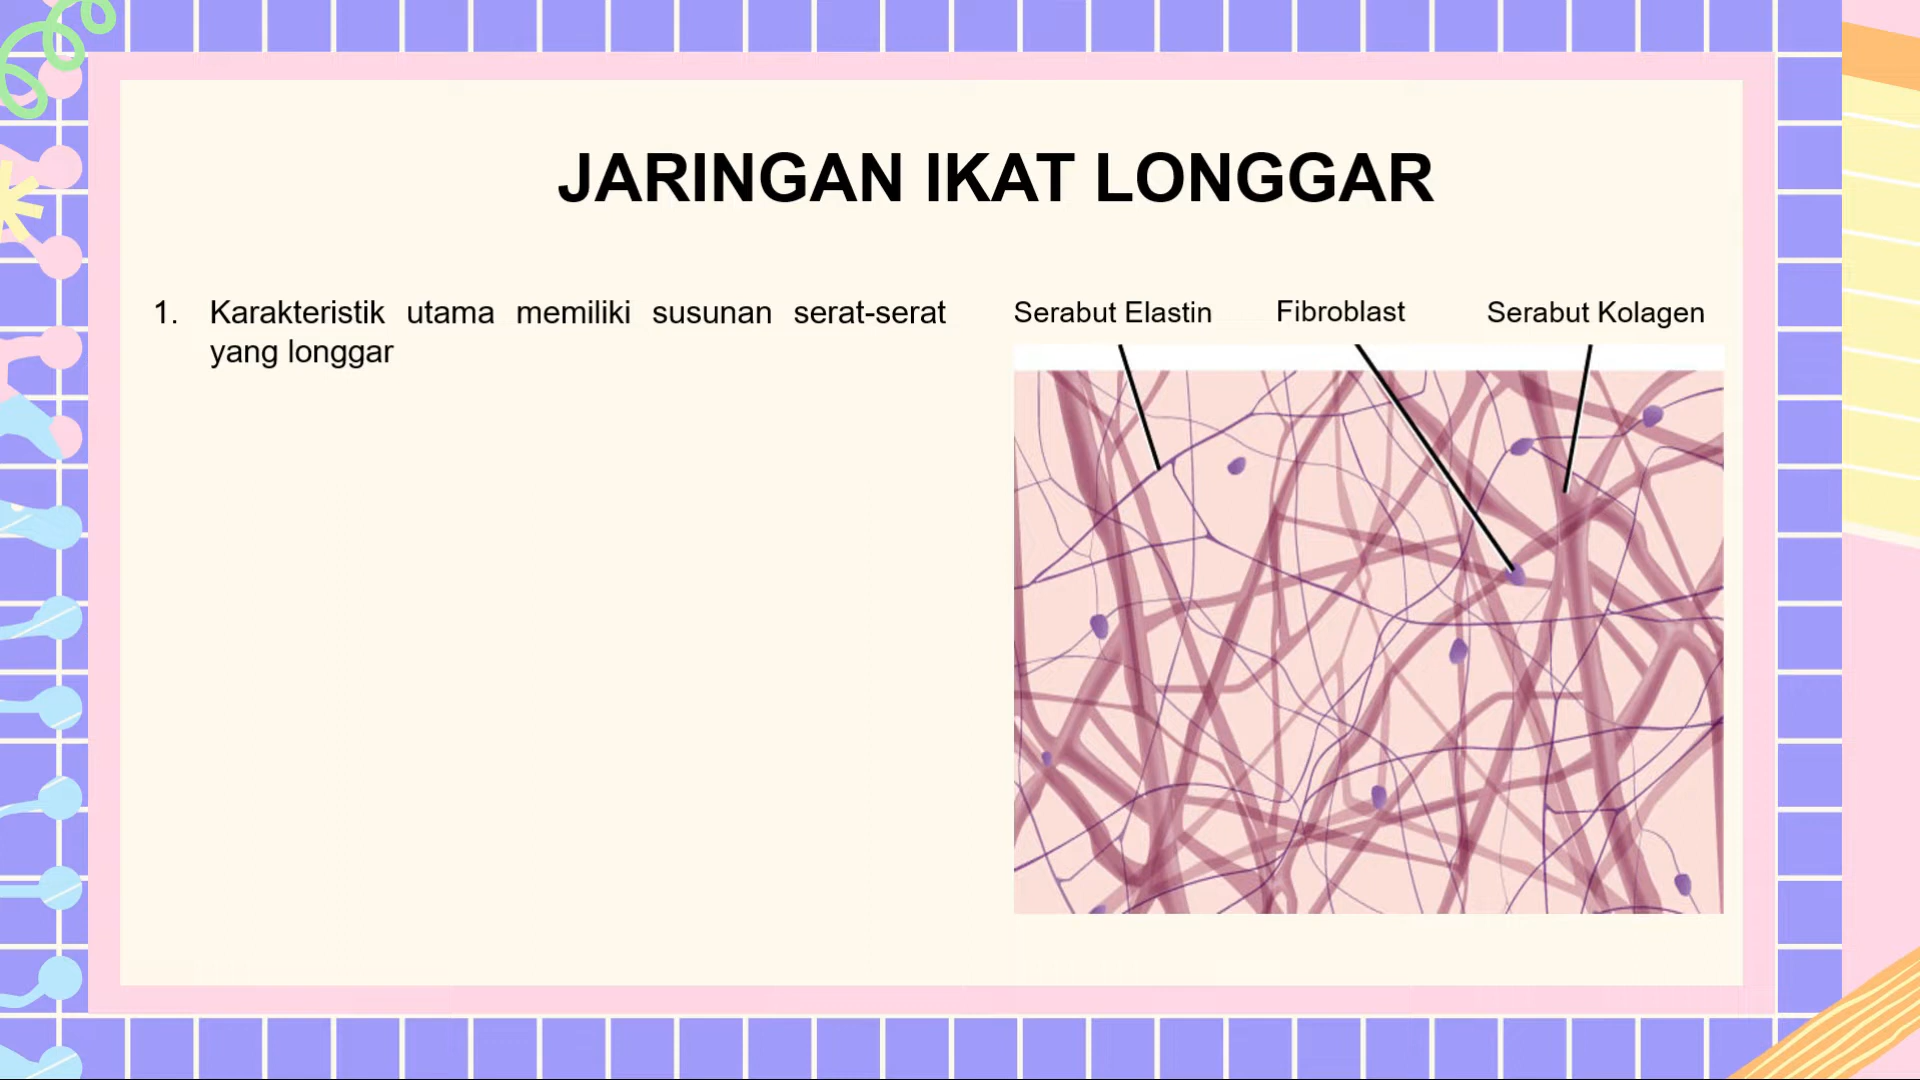 JARINGAN IKAT LONGGAR
1. Karakteristik utama memiliki susunan serat-serat
yang longgar
Serabut Elastin Fibroblast Serabut Kolagen